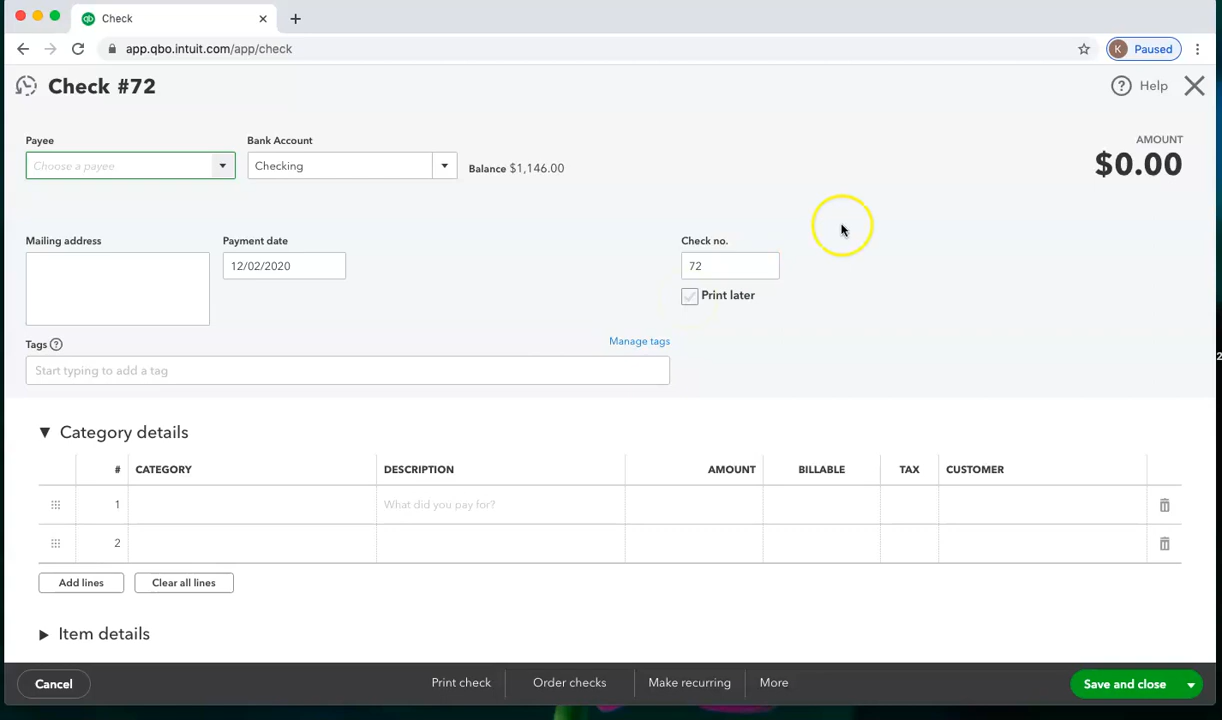 Check
app.qbo.intuit.com/app/check
K Paused
Check #72
Help
Payee
Bank Account
AMOUNT
Choose a payee
Checking
Balance $1,146.00
$0.00
Mailing address
Payment date
Check no.
12/02/2020
72
Print later
Tags
Manage tags
Start typing to add a tag
Category details
# CATEGORY DESCRIPTION AMOUNT BILLABLE TAX CUSTOMER
1 What did you pay for?
2
Add lines
Clear all lines
Item details
Cancel
Print check
Order checks
Make recurring
More
Save and close